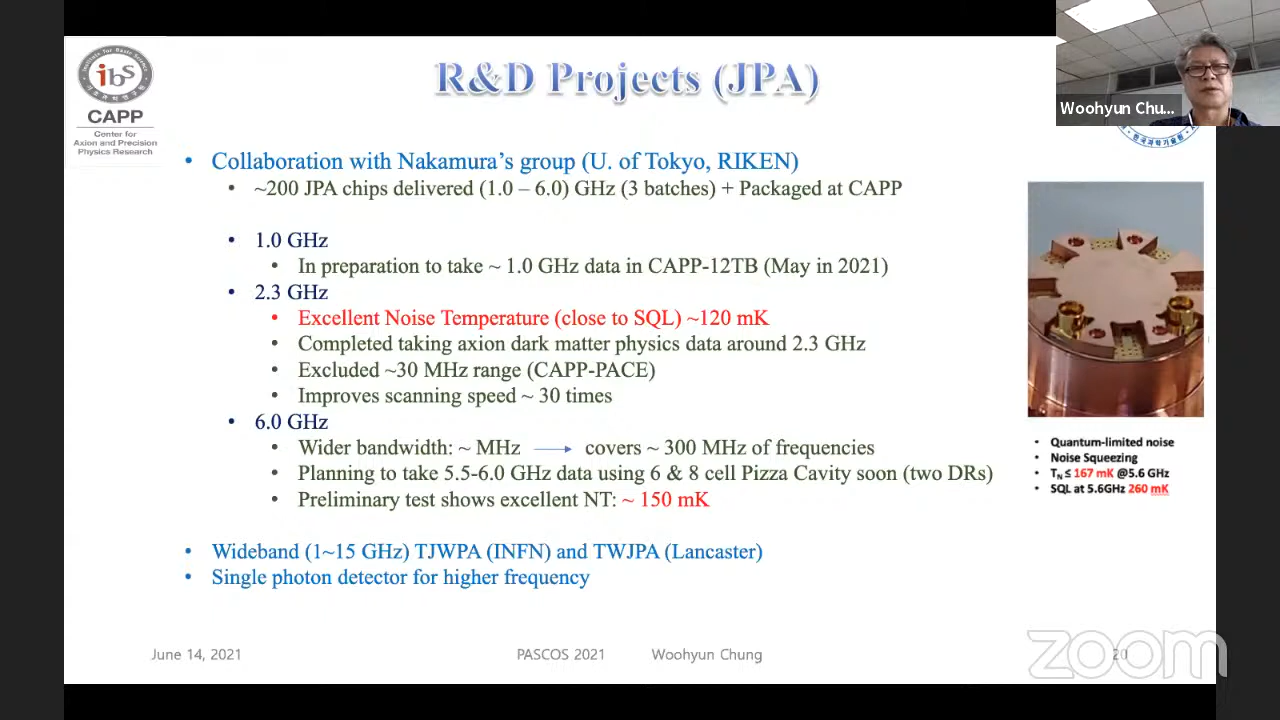 ibS
CAPP
Center for
Axion and Precision
Physics Research
R&D Projects (JPA)
Woohyun Chu...
• Collaboration with Nakamura's group (U. of Tokyo, RIKEN)
• ~200 JPA chips delivered (1.0 – 6.0) GHz (3 batches) + Packaged at CAPP
• 1.0 GHz
• In preparation to take ~ 1.0 GHz data in CAPP-12TB (May in 2021)
• 2.3 GHz
• Excellent Noise Temperature (close to SQL) ~120 mK
• Completed taking axion dark matter physics data around 2.3 GHz
• Excluded ~30 MHz range (CAPP-PACE)
• Improves scanning speed ~ 30 times
• 6.0 GHz
• Wider bandwidth: ~ MHz → covers ~ 300 MHz of frequencies
• Planning to take 5.5-6.0 GHz data using 6 & 8 cell Pizza Cavity soon (two DRs)
• Preliminary test shows excellent NT: ~ 150 mK
• Wideband (1~15 GHz) TJWPA (INFN) and TWJPA (Lancaster)
• Single photon detector for higher frequency
• Quantum-limited noise
• Noise Squeezing
• TN ≤ 167 mK @5.6 GHz
• SQL at 5.6GHz 260 mK
June 14, 2021
PASCOS 2021 Woohyun Chung
20
zoom